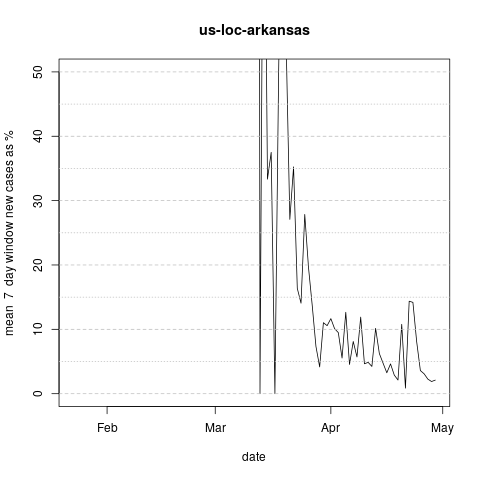 us-loc-arkansas
mean 7 day window new cases as %
50
40
30
20
10
0
Feb
Mar
Apr
May
date